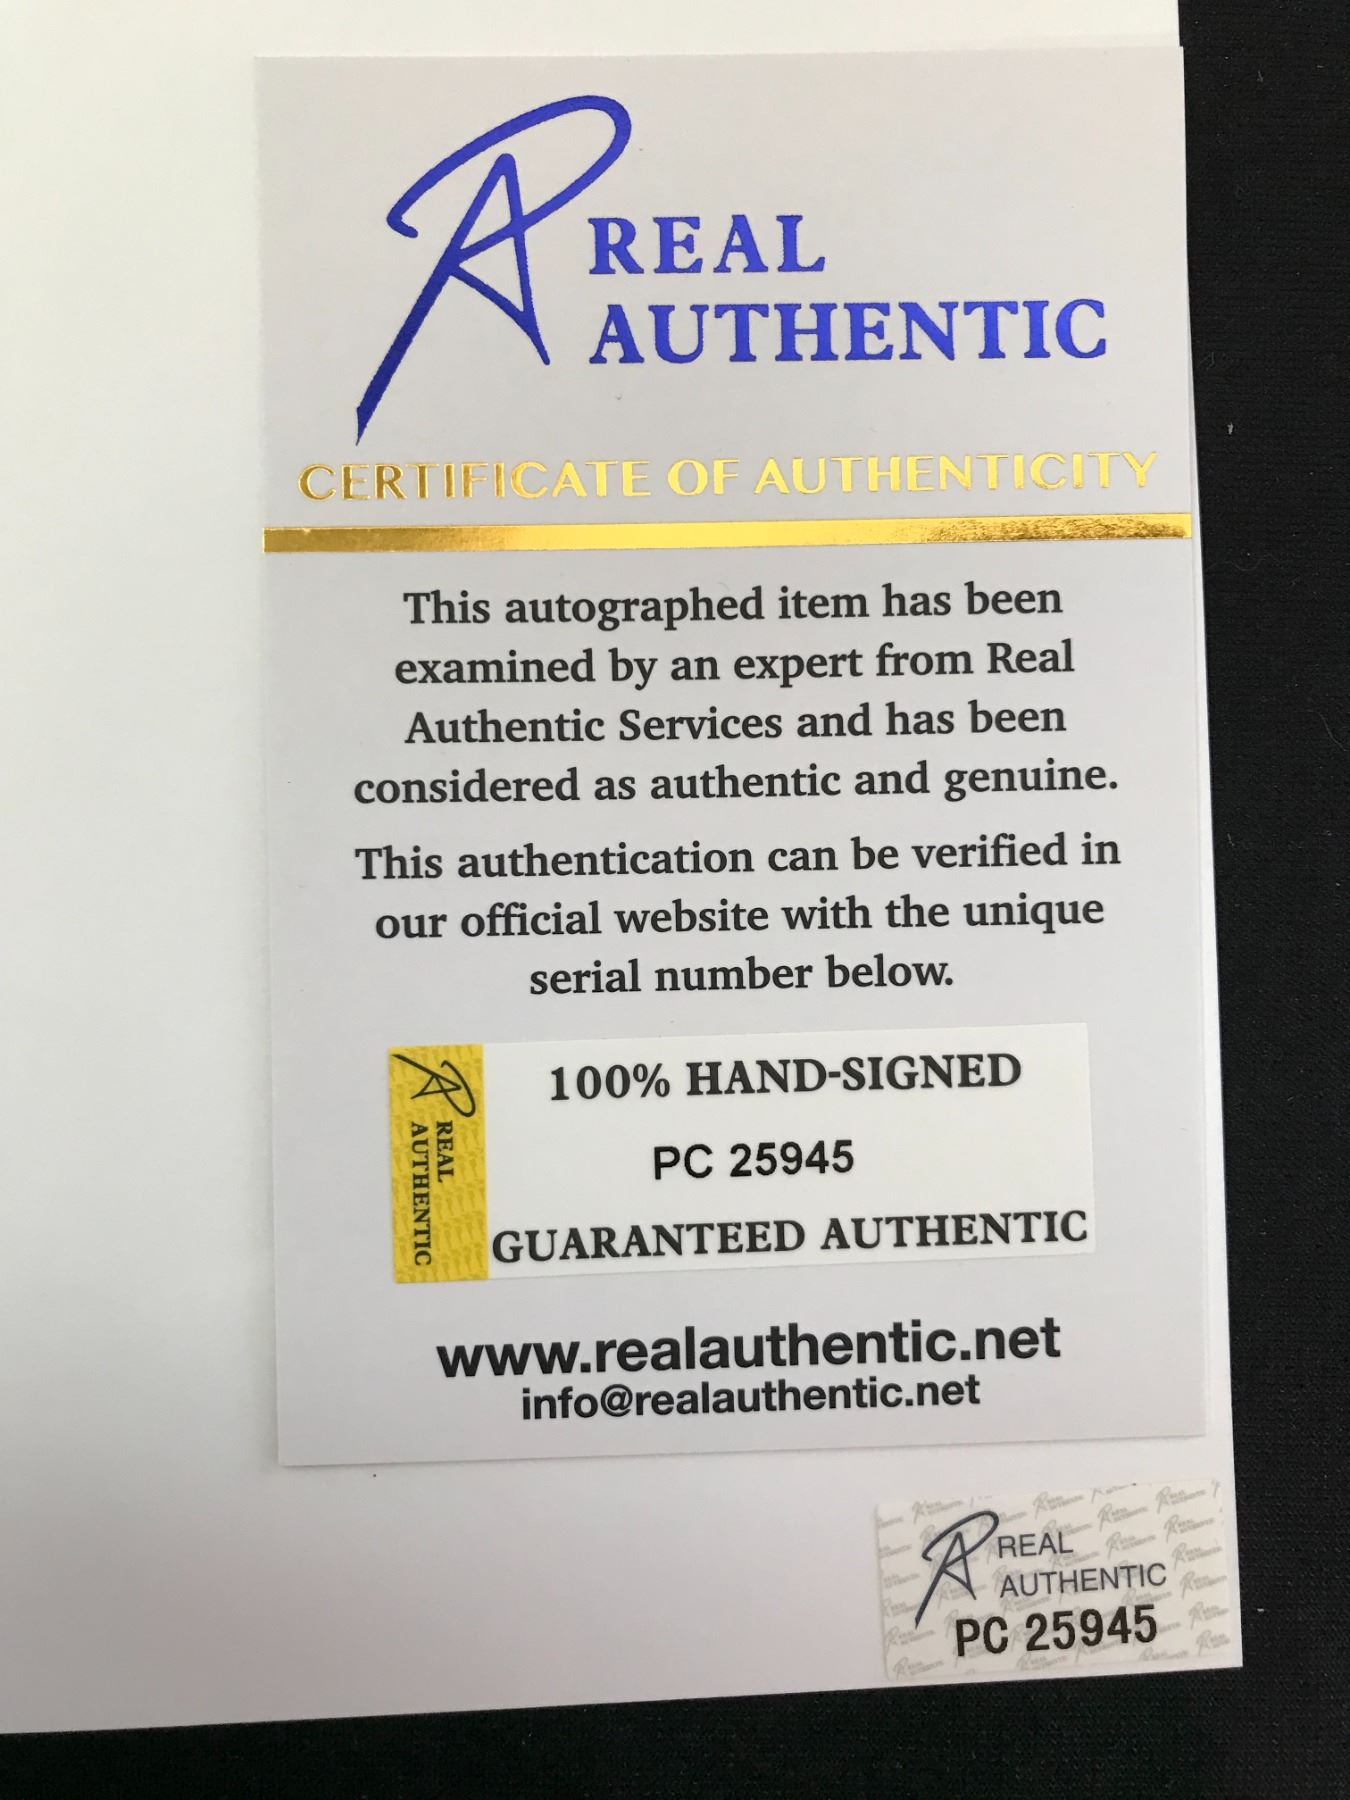 REAL
AUTHENTIC
CERTIFICATE OF AUTHENTICITY
This autographed item has been
examined by an expert from Real
Authentic Services and has been
considered as authentic and genuine.
This authentication can be verified in
our official website with the unique
serial number below.
REAL
AUTHENTIC
100% HAND-SIGNED
PC 25945
GUARANTEED AUTHENTIC
www.realauthentic.net
info@realauthentic.net
REAL
AUTHENTIC
PC 25945